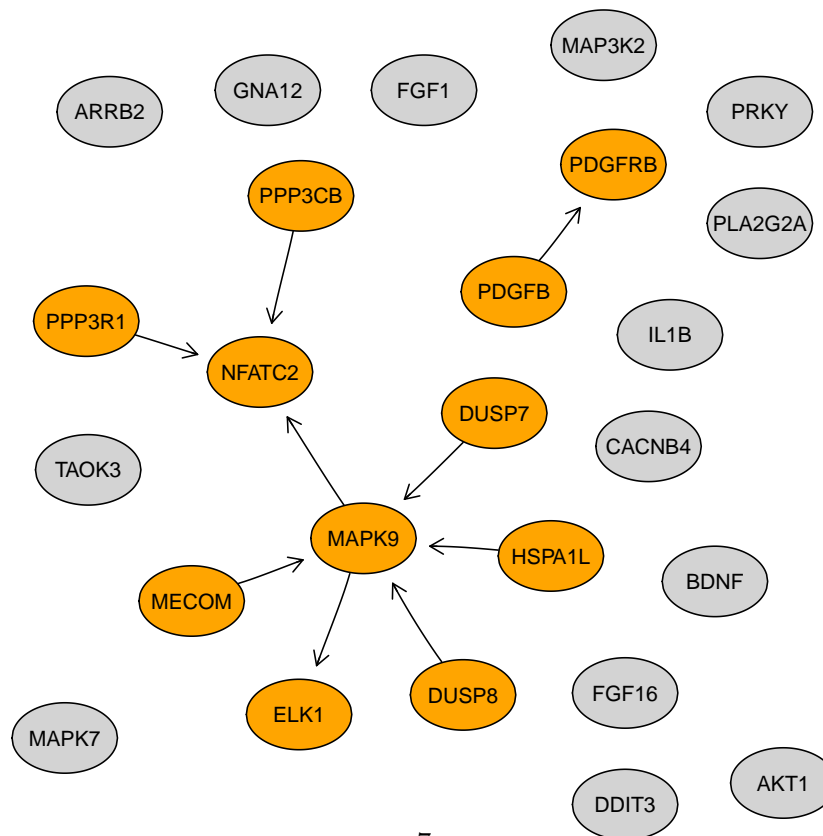 MAP3K2
GNA12
FGF1
ARRB2
PRKY
PDGFRB
PPP3CB
PLA2G2A
PDGFB
PPP3R1
IL1B
NFATC2
DUSP7
CACNB4
TAOK3
MAPK9
HSPA1L
BDNF
MECOM
FGF16
DUSP8
ELK1
MAPK7
AKT1
DDIT3